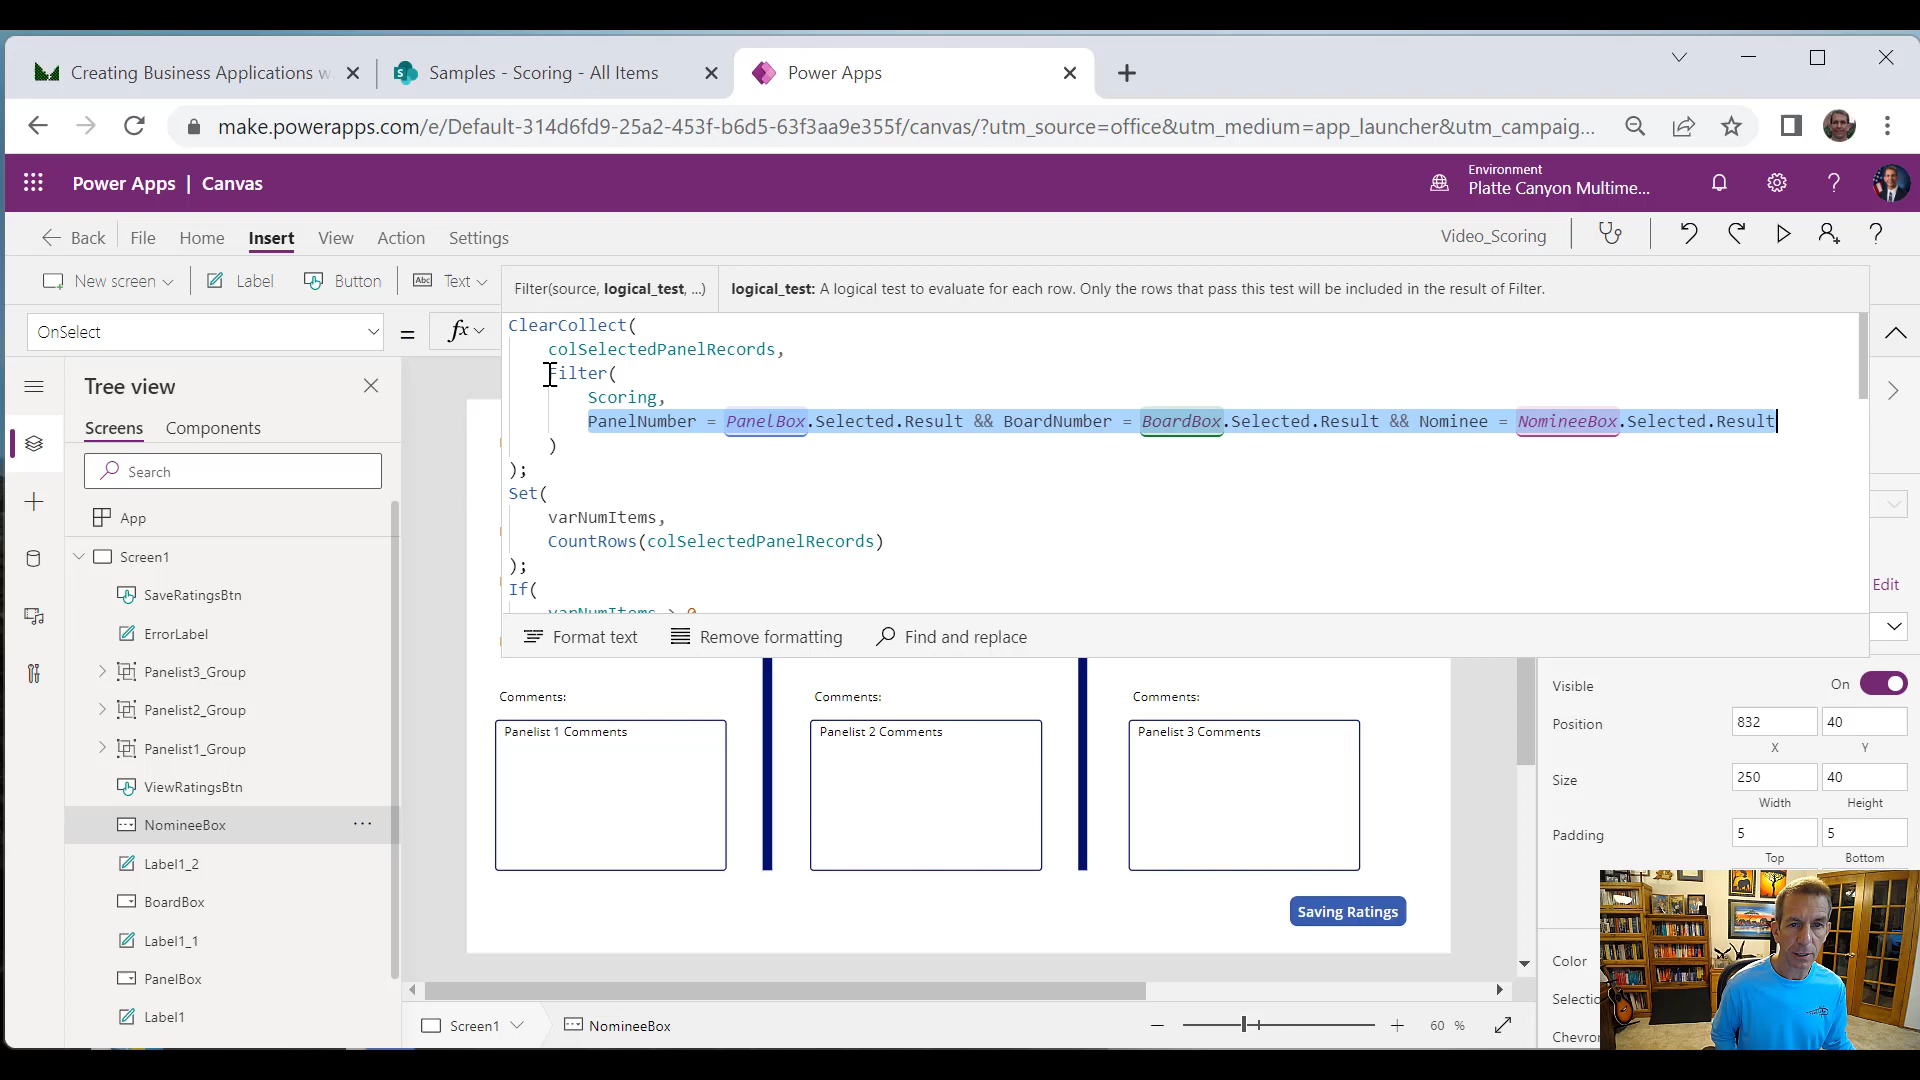 Creating Business Applications w
Samples - Scoring - All Items
Power Apps
make.powerapps.com/e/Default-314d6fd9-25a2-453f-b6d5-63f3aa9e355f/canvas/?utm_source=office&utm_medium=app_launcher&utm_campaig...
Power Apps | Canvas
Environment
Platte Canyon Multime...
Back
File
Home
Insert
View
Action
Settings
Video_Scoring
New screen
Label
Button
Abc
Text
Filter(source, logical_test, ...)
logical_test: A logical test to evaluate for each row. Only the rows that pass this test will be included in the result of Filter.
OnSelect
=
fx
ClearCollect(
colSelectedPanelRecords,
Filter(
Scoring,
PanelNumber = PanelBox.Selected.Result && BoardNumber = BoardBox.Selected.Result && Nominee = NomineeBox.Selected.Result
)
);
Set(
varNumItems,
CountRows(colSelectedPanelRecords)
);
If(
varNumItems > 0
Format text
Remove formatting
Find and replace
Tree view
Screens
Components
Search
App
Screen1
SaveRatingsBtn
ErrorLabel
Panelist3_Group
Panelist2_Group
Panelist1_Group
ViewRatingsBtn
NomineeBox
Label1_2
BoardBox
Label1_1
PanelBox
Label1
Comments:
Comments:
Comments:
Panelist 1 Comments
Panelist 2 Comments
Panelist 3 Comments
Saving Ratings
Screen1
NomineeBox
60 %
Edit
Visible
On
Position
832
40
X
Y
Size
250
40
Width
Height
Padding
5
5
Top
Bottom
Color
Selectio
Chevron